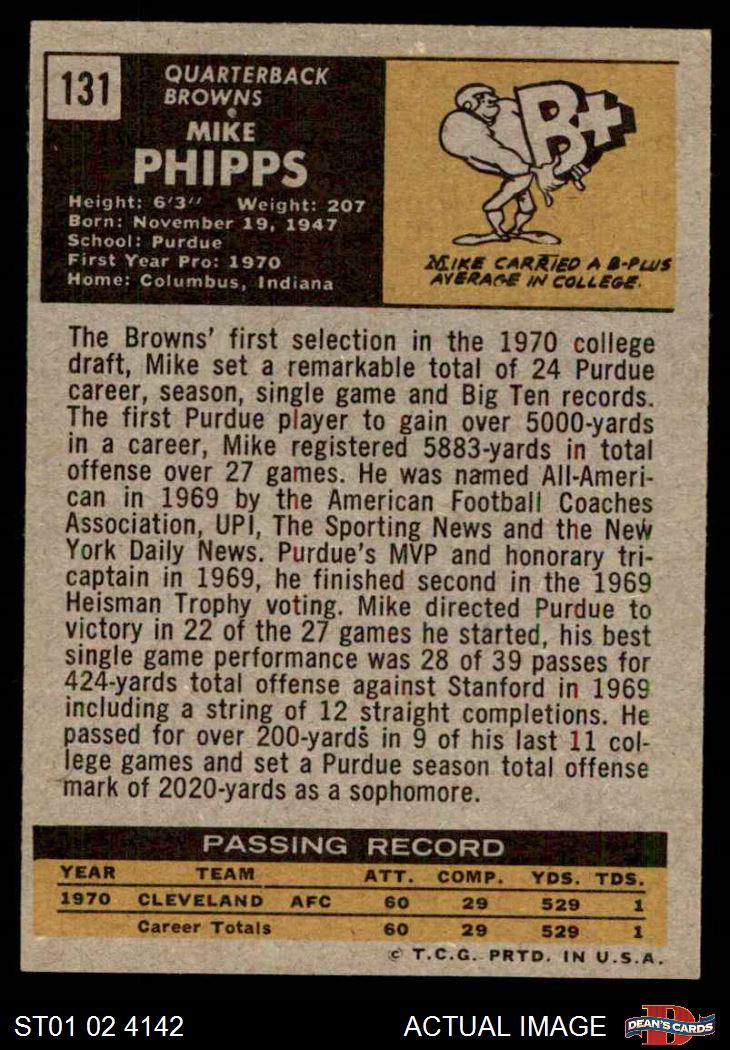 131
QUARTERBACK
BROWNS
MIKE
PHIPPS
Height: 6'3" Weight: 207
Born: November 19, 1947
School: Purdue
First Year Pro: 1970
Home: Columbus, Indiana
B+
MIKE CARRIED A B-PLUS
AVERAGE IN COLLEGE.
The Browns' first selection in the 1970 college
draft, Mike set a remarkable total of 24 Purdue
career, season, single game and Big Ten records.
The first Purdue player to gain over 5000-yards
in a career, Mike registered 5883-yards in total
offense over 27 games. He was named All-Ameri-
can in 1969 by the American Football Coaches
Association, UPI, The Sporting News and the New
York Daily News. Purdue's MVP and honorary tri-
captain in 1969, he finished second in the 1969
Heisman Trophy voting. Mike directed Purdue to
victory in 22 of the 27 games he started, his best
single game performance was 28 of 39 passes for
424-yards total offense against Stanford in 1969
including a string of 12 straight completions. He
passed for over 200-yards in 9 of his last 11 col-
lege games and set a Purdue season total offense
mark of 2020-yards as a sophomore.
PASSING RECORD
YEAR TEAM ATT. COMP. YDS. TDS.
1970 CLEVELAND AFC 60 29 529 1
Career Totals 60 29 529 1
© T.C.G. PRTD. IN U.S.A.
ST01 02 4142 ACTUAL IMAGE D DEAN'S CARDS